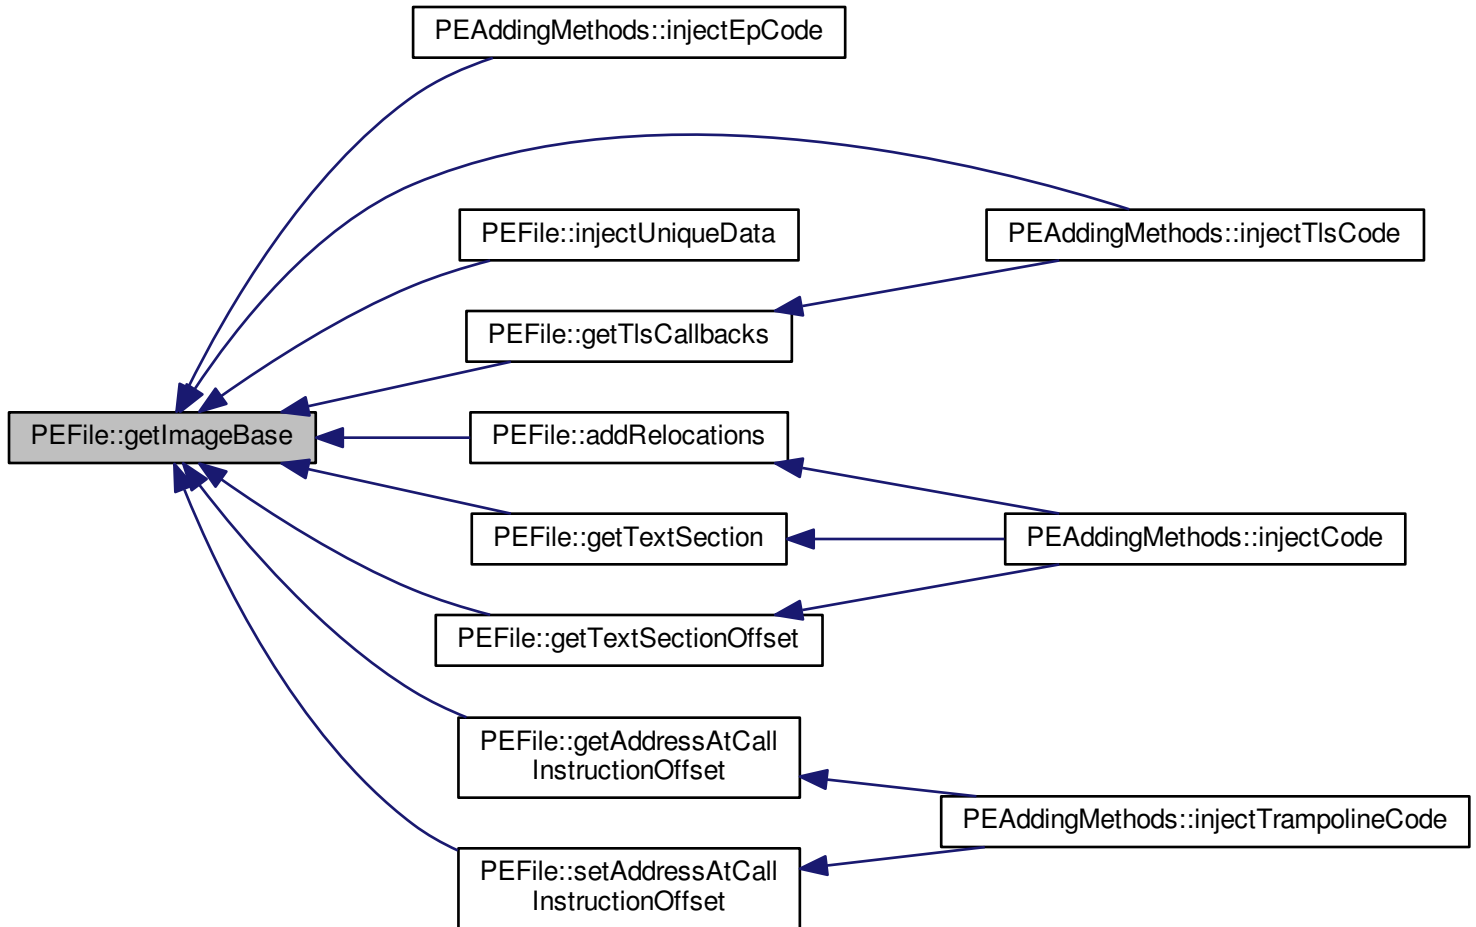 PEAddingMethods::injectEpCode
PEFile::injectUniqueData
PEAddingMethods::injectTlsCode
PEFile::getTlsCallbacks
PEFile::getImageBase
PEFile::addRelocations
PEFile::getTextSection
PEAddingMethods::injectCode
PEFile::getTextSectionOffset
PEFile::getAddressAtCall
InstructionOffset
PEAddingMethods::injectTrampolineCode
PEFile::setAddressAtCall
InstructionOffset